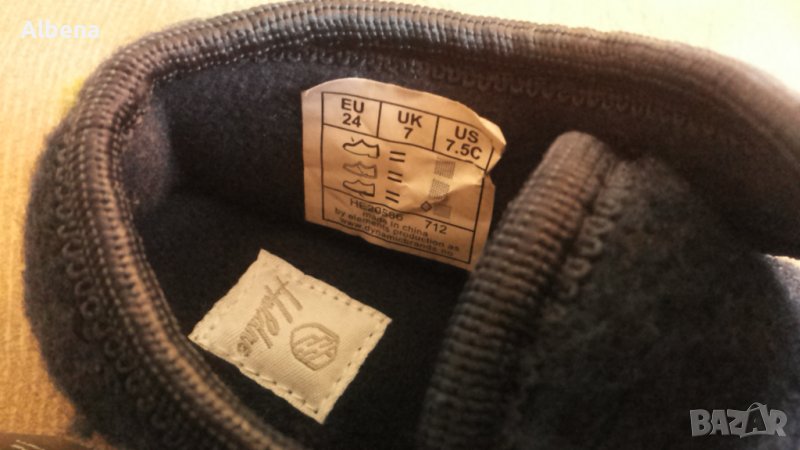 Albena
EU UK US
24 7 7.5C
HE20586 712
made in china
by elements production as
www.dynamicbrands.no
BAZAR